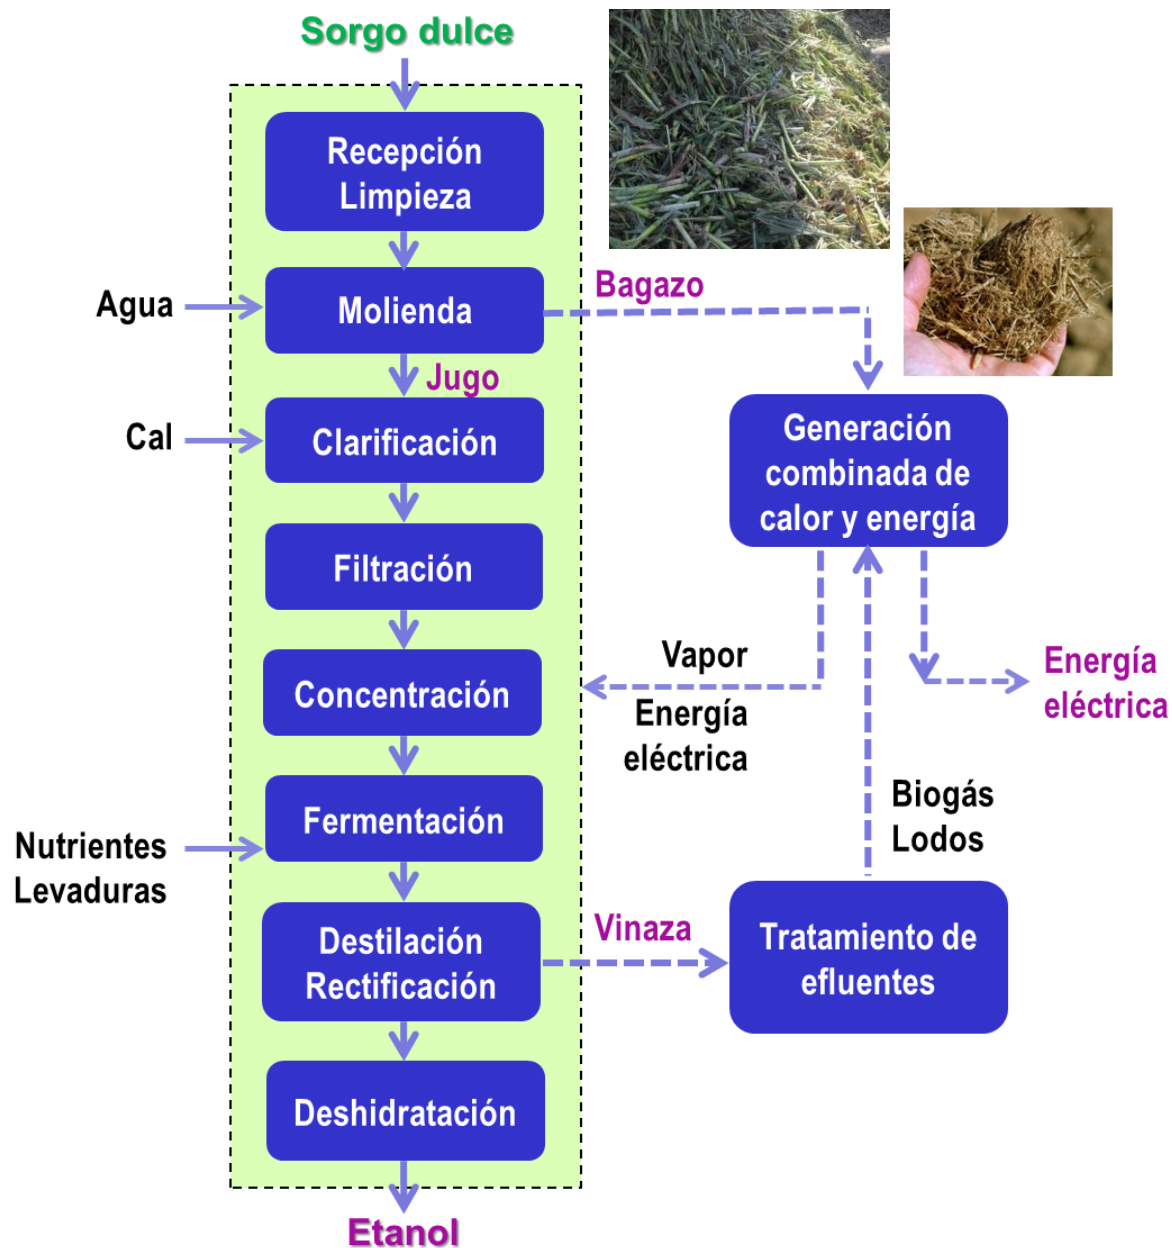 Sorgo dulce
Recepción
Limpieza
Agua
Molienda
Bagazo
Jugo
Cal
Clarificación
Generación
combinada de
calor y energía
Filtración
Vapor
Energía
eléctrica
Energía
eléctrica
Concentración
Biogás
Lodos
Fermentación
Nutrientes
Levaduras
Destilación
Rectificación
Vinaza
Tratamiento de
efluentes
Deshidratación
Etanol